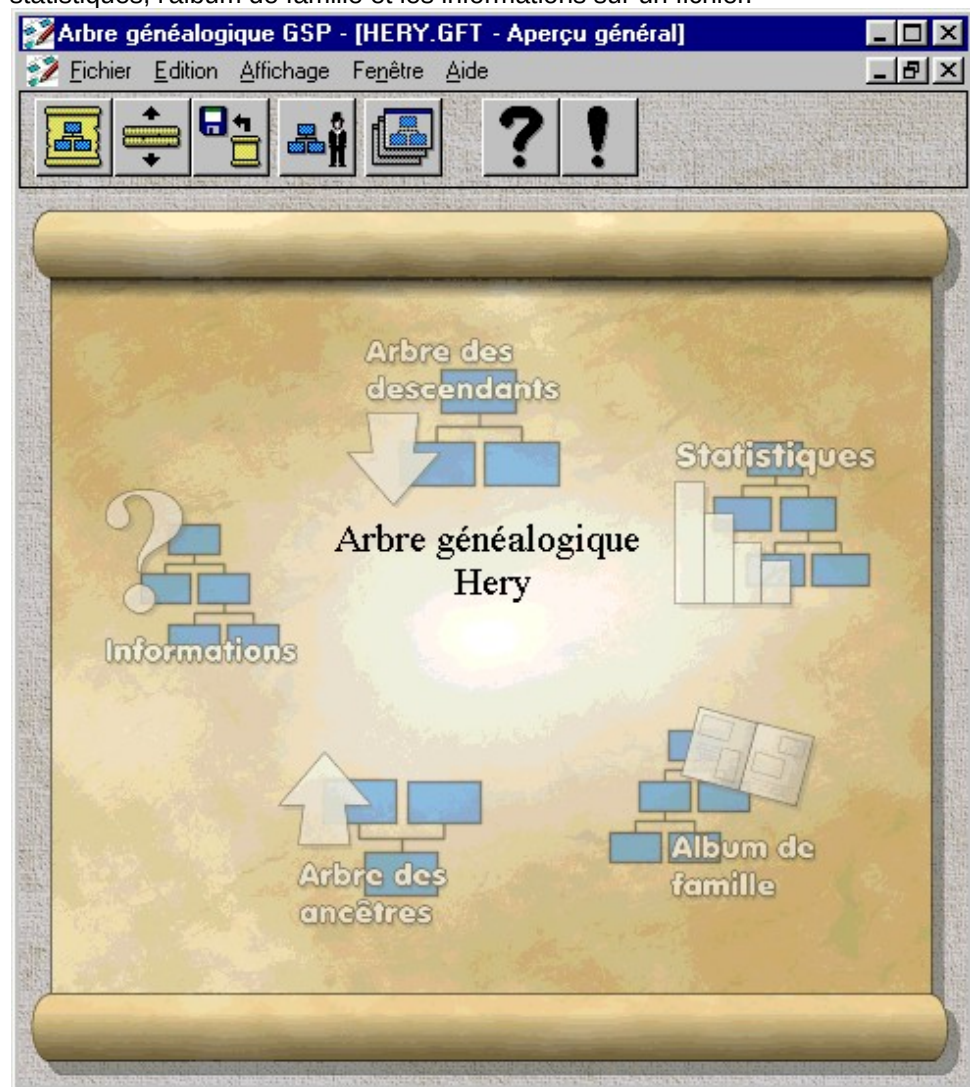 statistiques, l'album de famille et les informations sur un fichier.
Arbre généalogique GSP - [HERY.GFT - Aperçu général]
Fichier Edition Affichage Fenêtre Aide
Arbre des
descendants
Statistiques
Arbre généalogique
Hery
Informations
Arbre des
ancêtres
Album de
famille